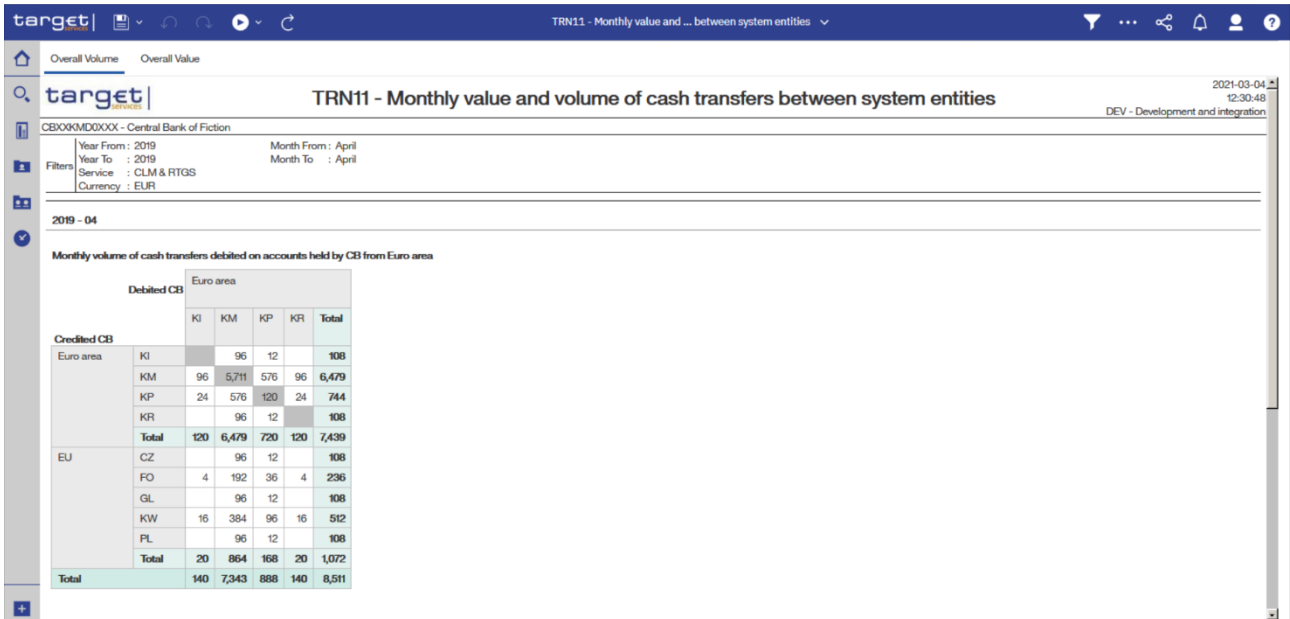 target services
TRN11 - Monthly value and ... between system entities
Overall Volume Overall Value
target services
TRN11 - Monthly value and volume of cash transfers between system entities
2021-03-04
12:30:48
DEV - Development and integration
CBXXKMD0XXX - Central Bank of Fiction
Filters
Year From : 2019 Month From : April
Year To : 2019 Month To : April
Service : CLM & RTGS
Currency : EUR
2019 - 04
Monthly volume of cash transfers debited on accounts held by CB from Euro area
Debited CB Euro area
KI KM KP KR Total
Credited CB
Euro area KI 96 12 108
KM 96 5,711 576 96 6,479
KP 24 576 120 24 744
KR 96 12 108
Total 120 6,479 720 120 7,439
EU CZ 96 12 108
FO 4 192 36 4 236
GL 96 12 108
KW 16 384 96 16 512
PL 96 12 108
Total 20 864 168 20 1,072
Total 140 7,343 888 140 8,511